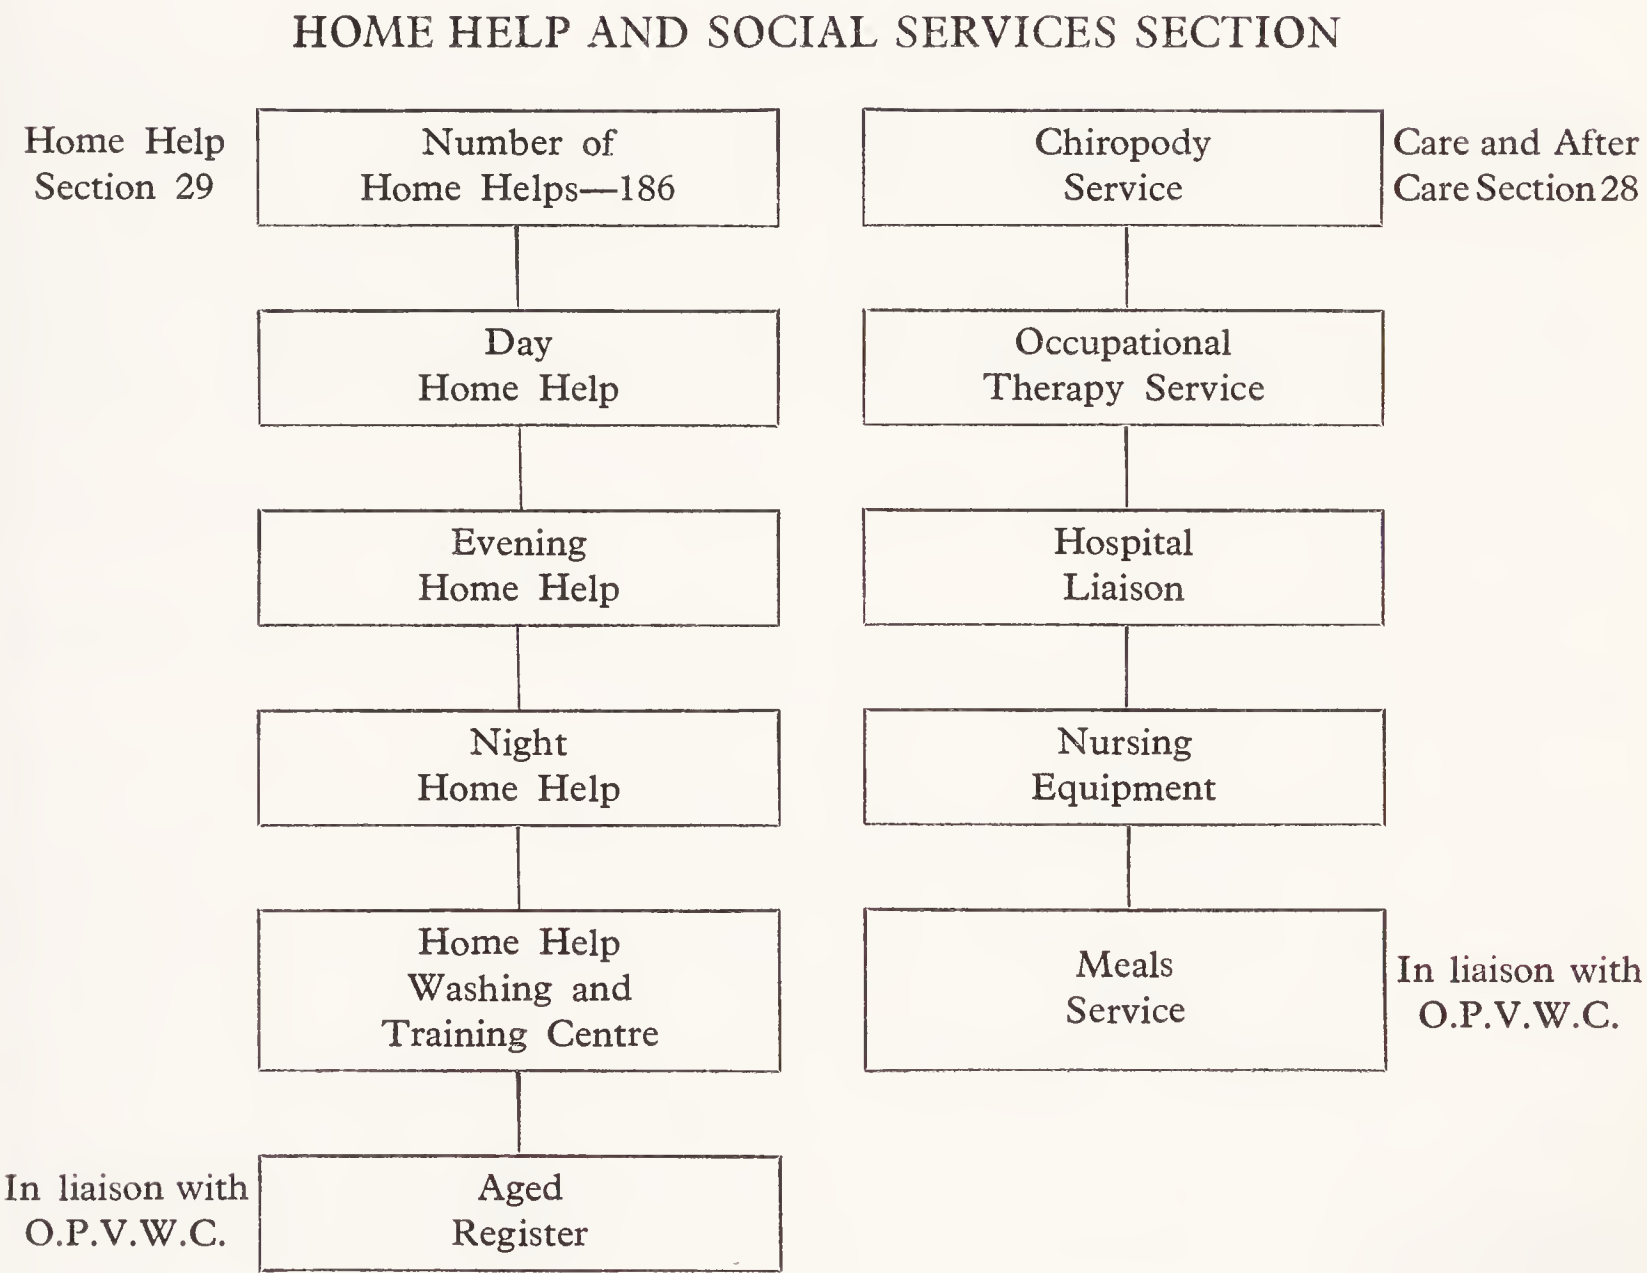 HOME HELP AND SOCIAL SERVICES SECTION
Home Help
Section 29
Number of
Home Helps—186
Day
Home Help
Evening
Home Help
Night
Home Help
Home Help
Washing and
Training Centre
In liaison with
O.P.V.W.C.
Aged
Register
Chiropody
Service
Care and After
Care Section 28
Occupational
Therapy Service
Hospital
Liaison
Nursing
Equipment
Meals
Service
In liaison with
O.P.V.W.C.